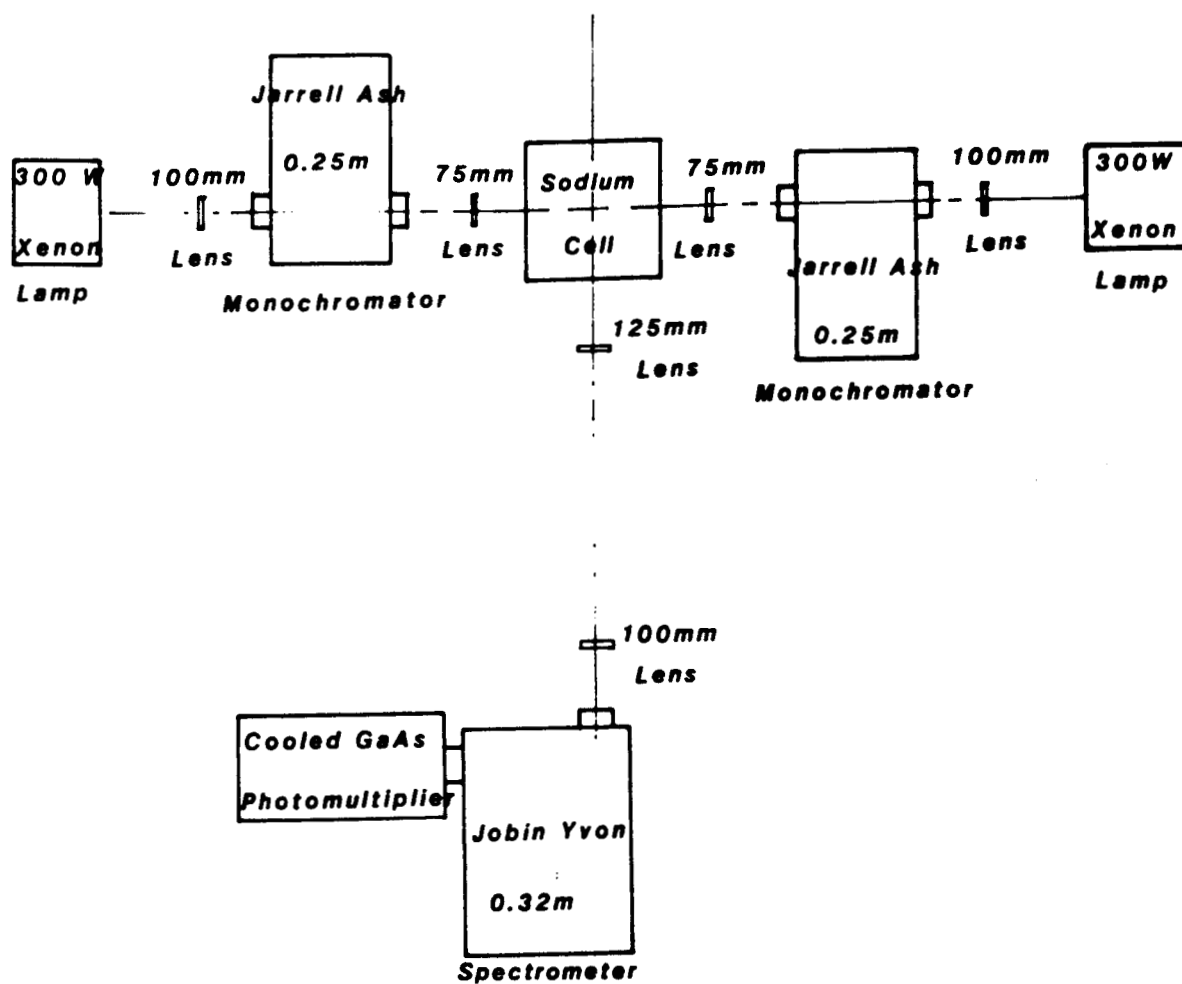 Jarrell Ash
0.25m
300 W
Xenon
Lamp
100mm
Lens
Monochromator
75mm
Lens
Sodium
Cell
75mm
Lens
100mm
Lens
300W
Xenon
Lamp
Jarrell Ash
0.25m
Monochromator
125mm
Lens
100mm
Lens
Cooled GaAs
Photomultiplier
Jobin Yvon
0.32m
Spectrometer